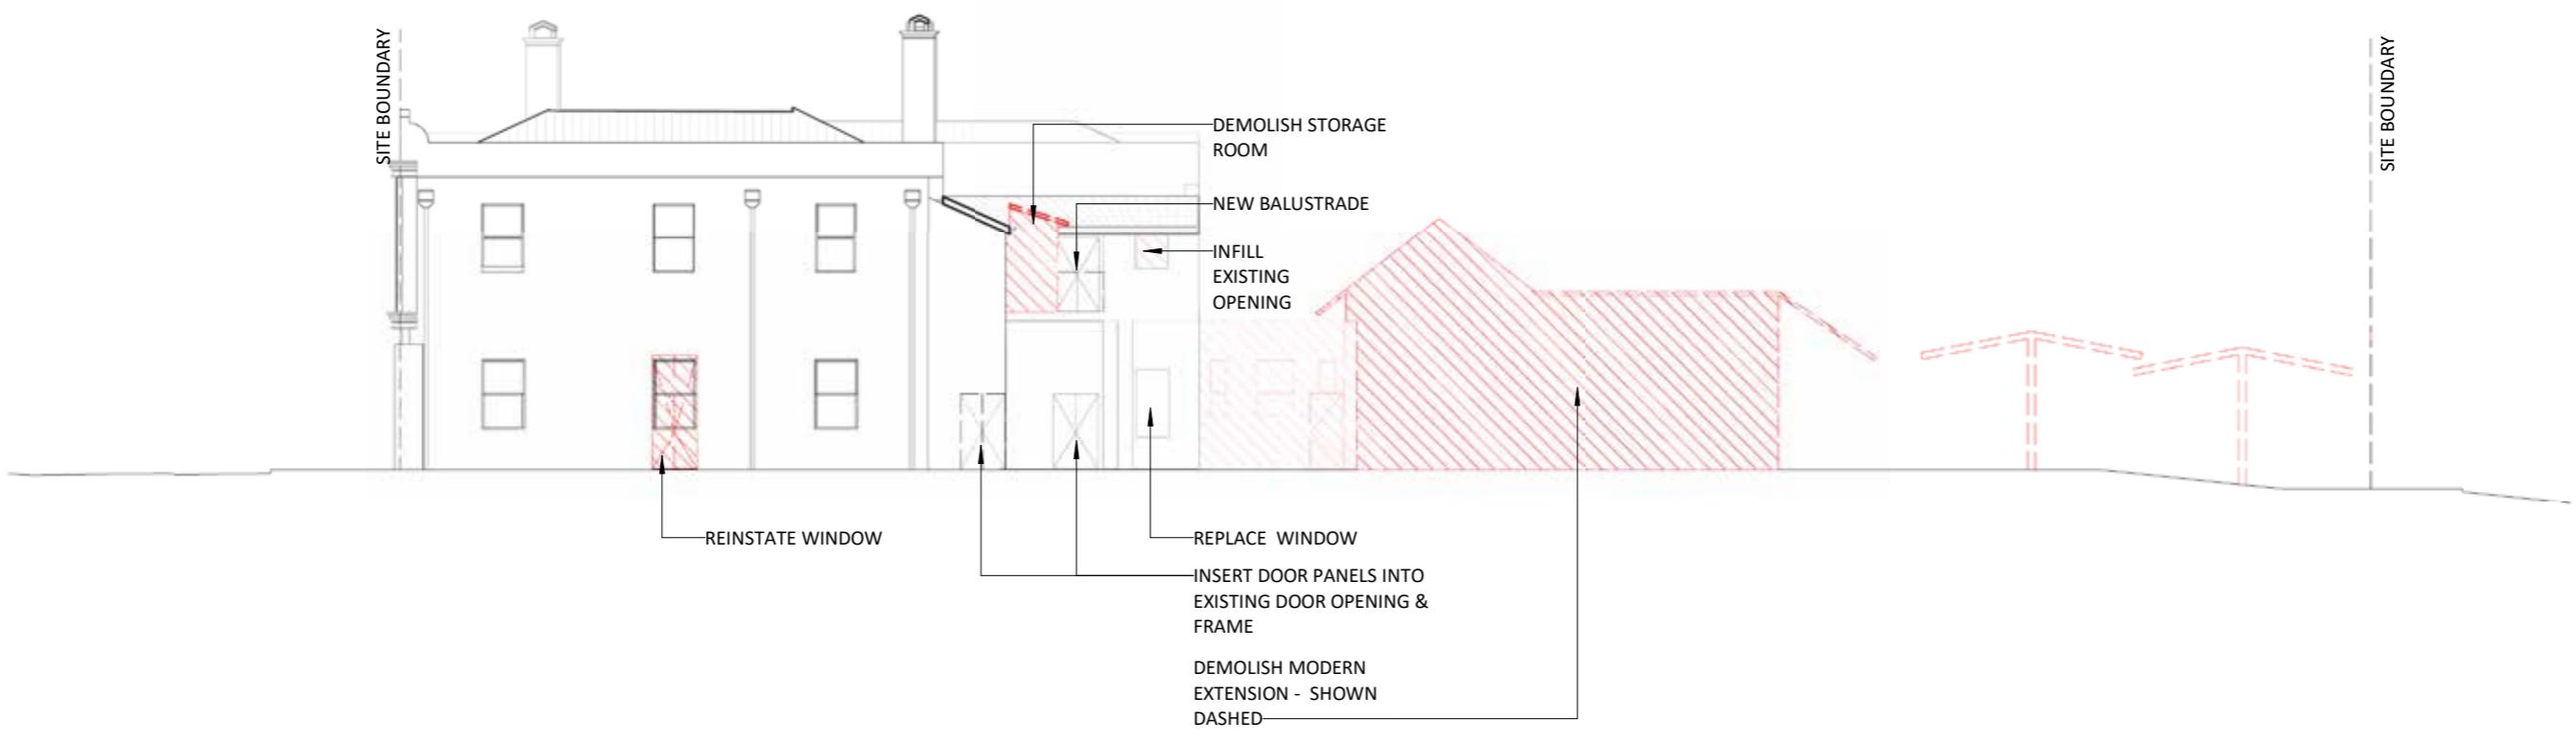 SITE BOUNDARY
SITE BOUNDARY
DEMOLISH STORAGE
ROOM
NEW BALUSTRADE
INFILL
EXISTING
OPENING
REINSTATE WINDOW
REPLACE WINDOW
INSERT DOOR PANELS INTO
EXISTING DOOR OPENING &
FRAME
DEMOLISH MODERN
EXTENSION - SHOWN
DASHED